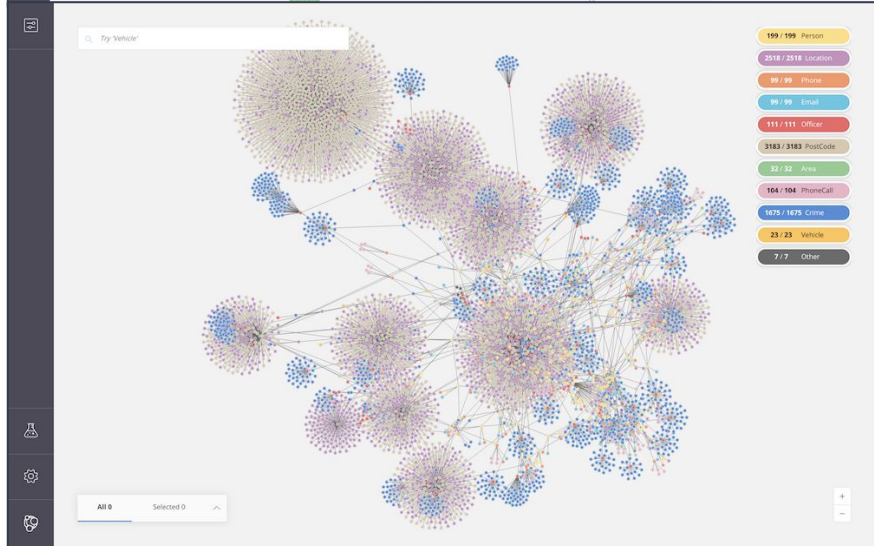 Try 'Vehicle'
199 / 199 Person
2518 / 2518 Location
99 / 99 Phone
99 / 99 Email
111 / 111 Officer
3183 / 3183 PostCode
32 / 32 Area
104 / 104 PhoneCall
1675 / 1675 Crime
23 / 23 Vehicle
7 / 7 Other
All 0 Selected 0